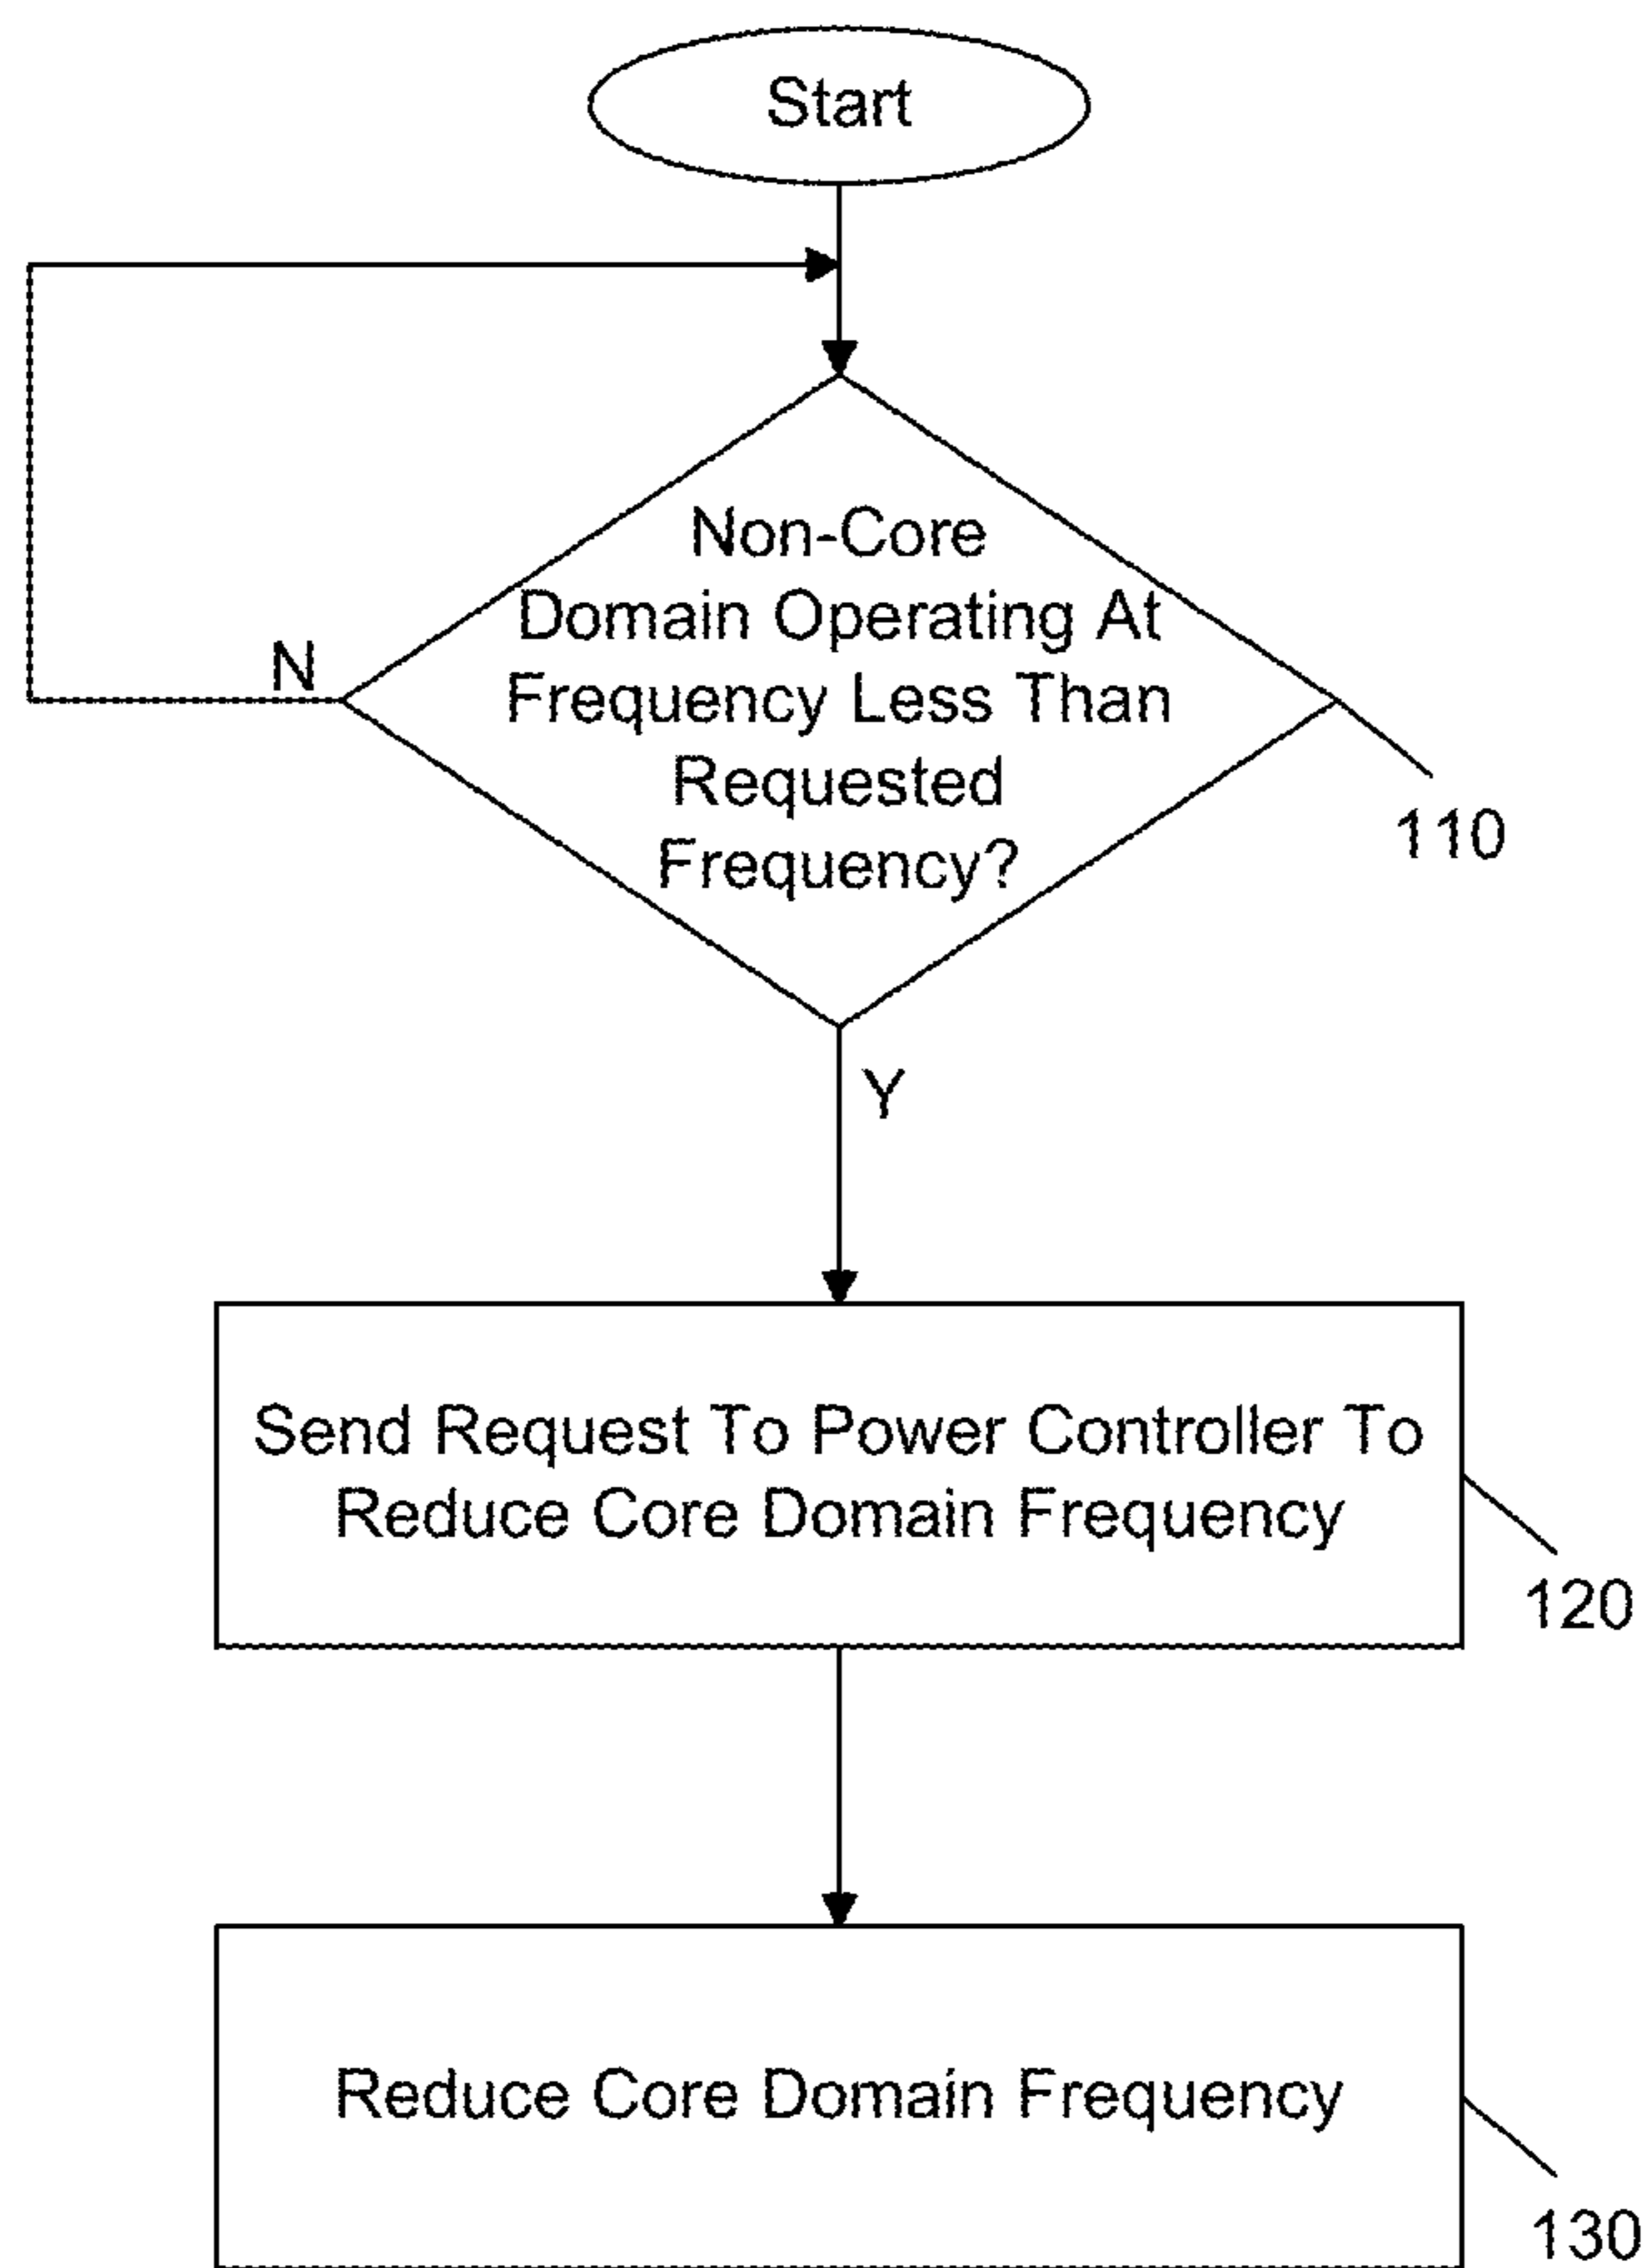 Start
Non-Core
Domain Operating At
Frequency Less Than
Requested
Frequency?
N
110
Y
Send Request To Power Controller To
Reduce Core Domain Frequency
120
Reduce Core Domain Frequency
130